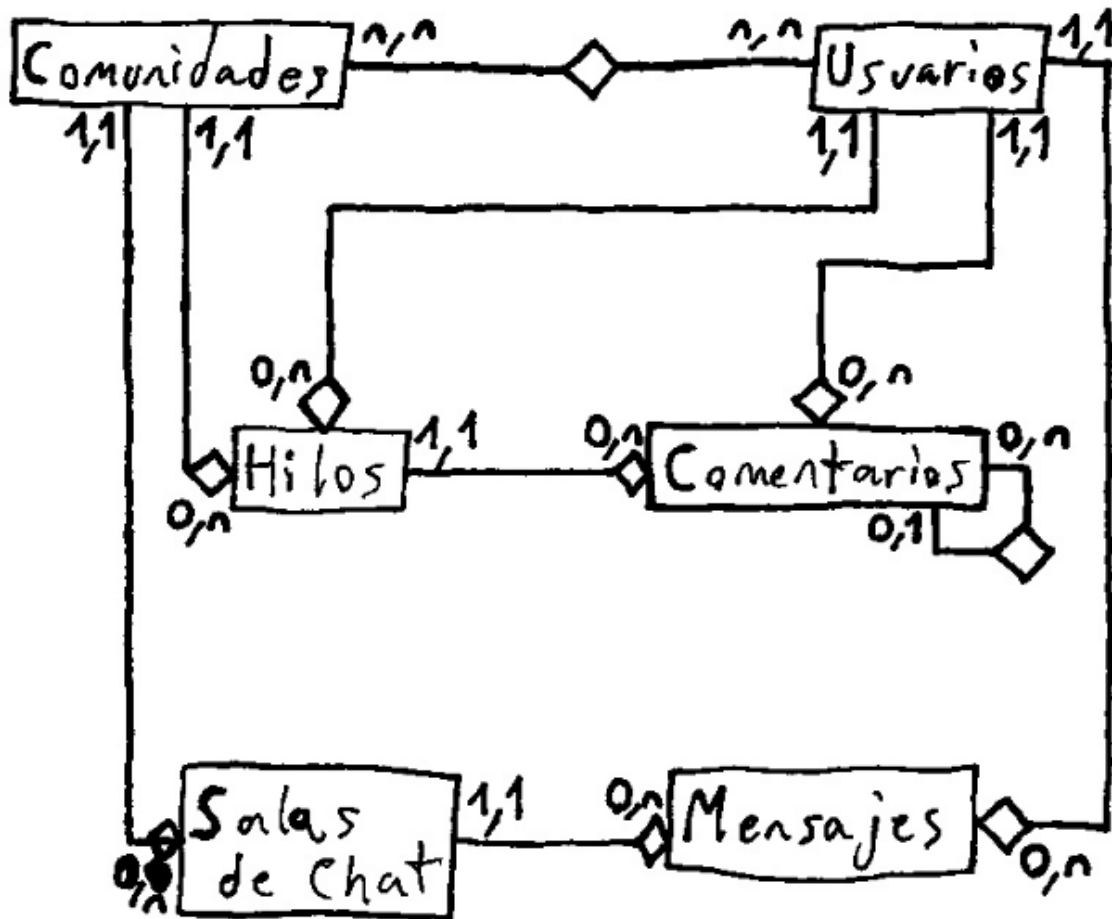 Comunidades
n,n
n,n
Usuarios
1,1
1,1
1,1
1,1
1,1
0,n
0,n
Hilos
1,1
0,n
0,n
Comentarios
0,n
0,1
Salas
de Chat
1,1
0,n
Mensajes
0,n